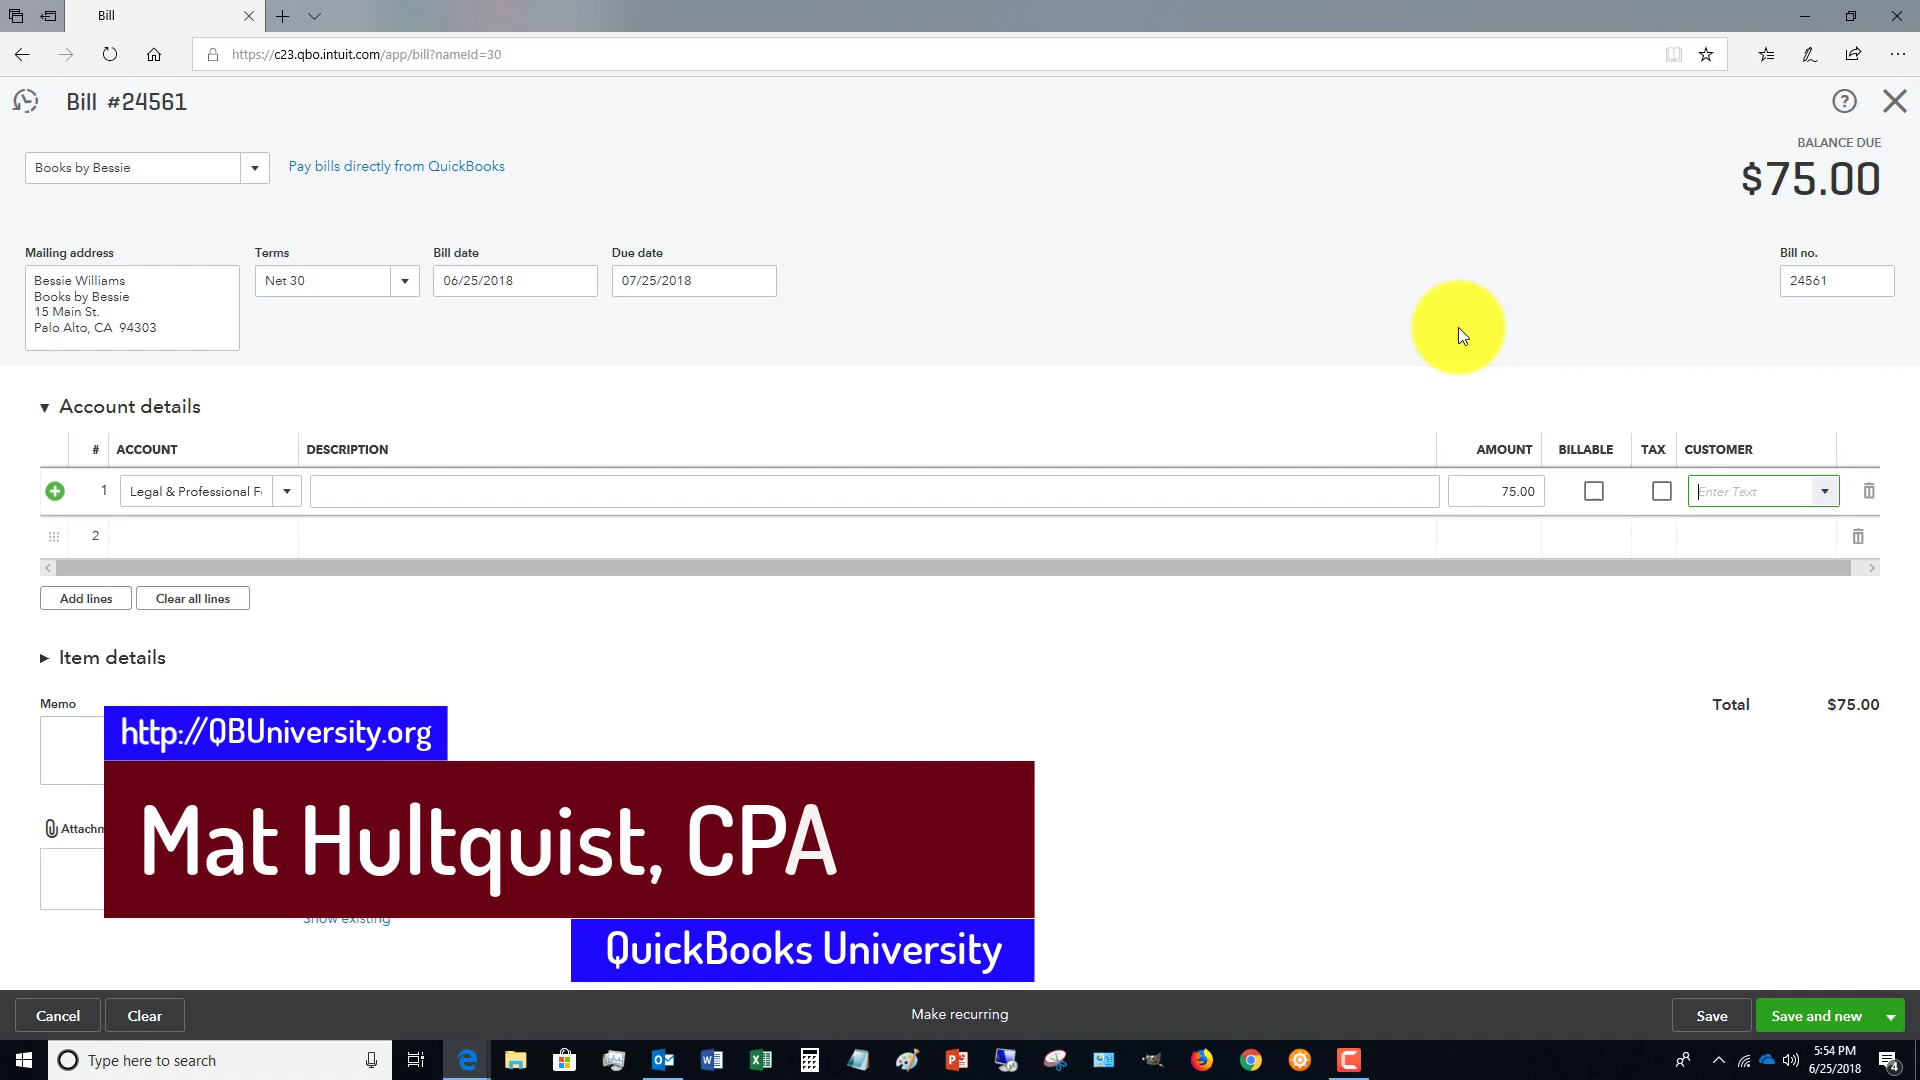 Bill
https://c23.qbo.intuit.com/app/bill?nameId=30
Bill #24561
BALANCE DUE
$75.00
Books by Bessie
Pay bills directly from QuickBooks
Mailing address
Terms
Bill date
Due date
Bill no.
Bessie Williams
Books by Bessie
15 Main St.
Palo Alto, CA 94303
Net 30
06/25/2018
07/25/2018
24561
Account details
# ACCOUNT DESCRIPTION AMOUNT BILLABLE TAX CUSTOMER
1 Legal & Professional F 75.00 Enter Text
2
Add lines
Clear all lines
Item details
Memo
Total $75.00
http://QBUniversity.org
Mat Hultquist, CPA
Attachm
Show existing
QuickBooks University
Cancel
Clear
Make recurring
Save
Save and new
Type here to search
5:54 PM
6/25/2018
4